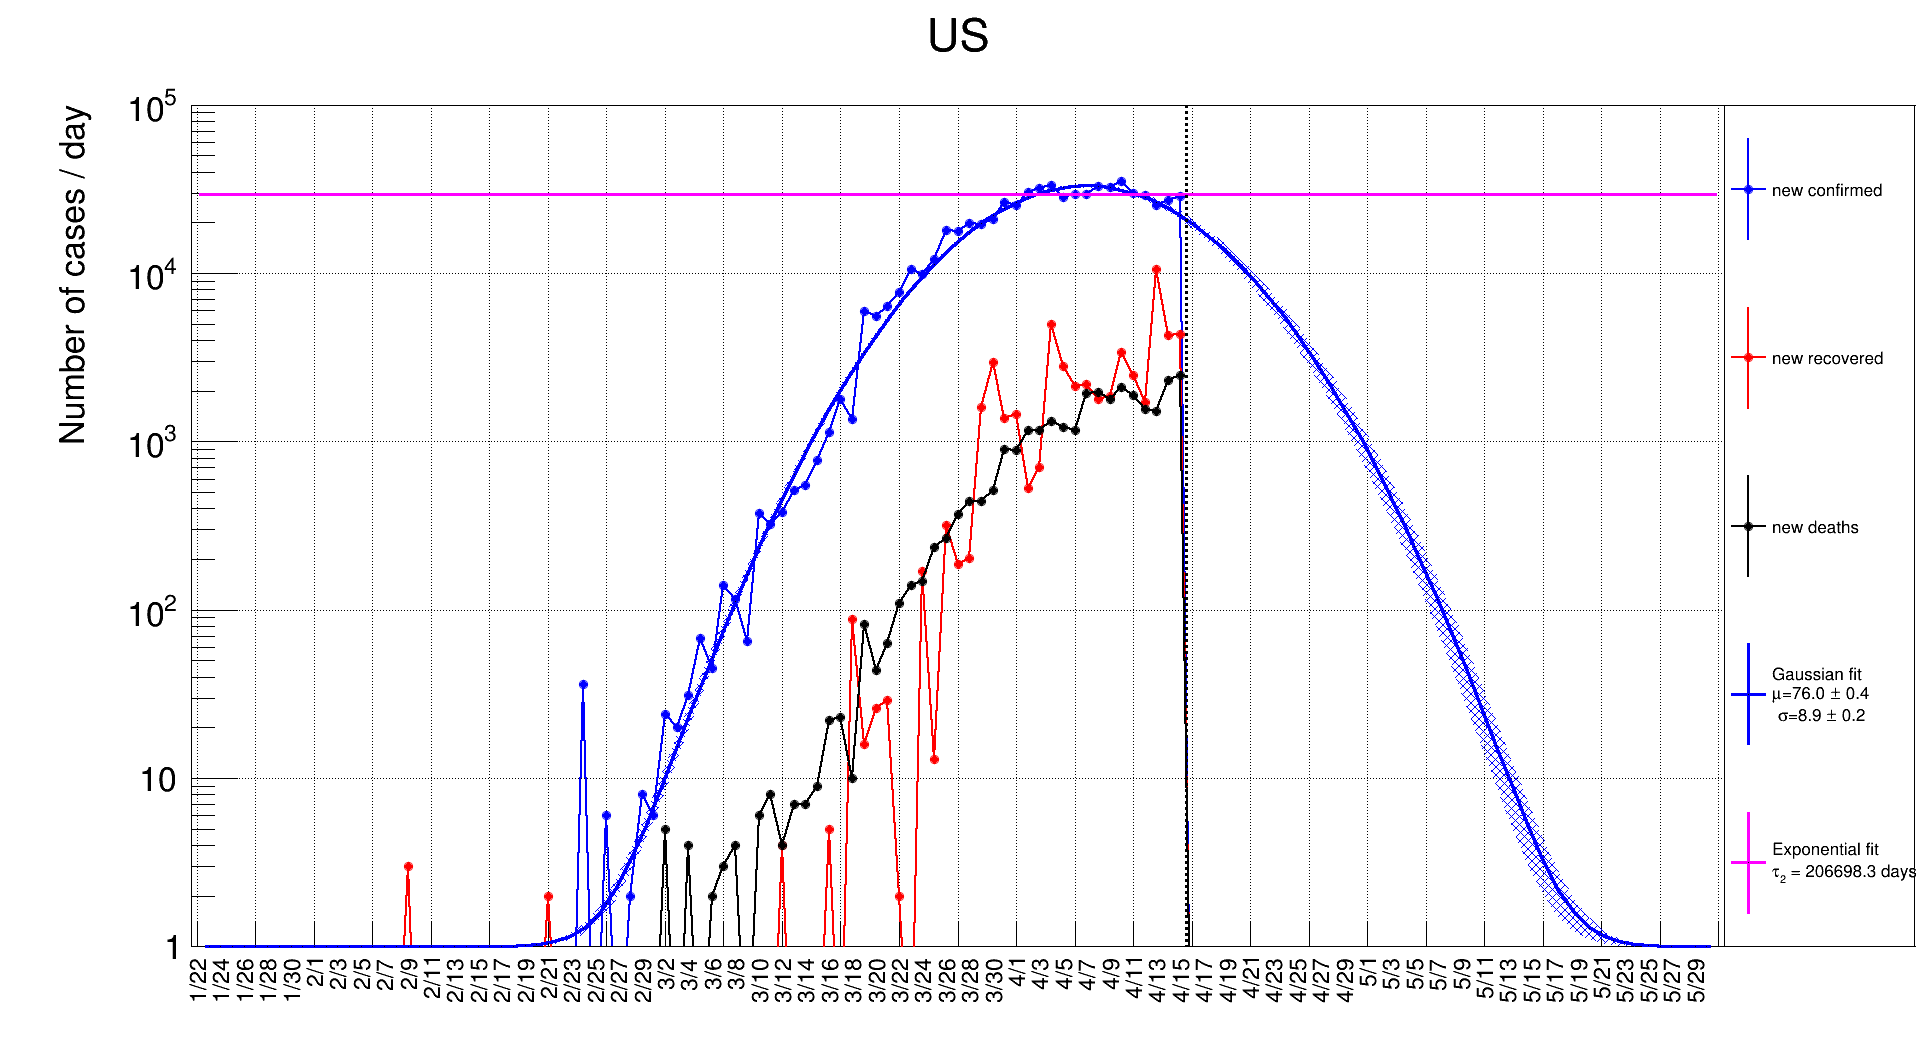 US
Number of cases / day
10⁵
10⁴
10³
10²
10
1
1/22 1/24 1/26 1/28 1/30 2/1 2/3 2/5 2/7 2/9 2/11 2/13 2/15 2/17 2/19 2/21 2/23 2/25 2/27 2/29 3/2 3/4 3/6 3/8 3/10 3/12 3/14 3/16 3/18 3/20 3/22 3/24 3/26 3/28 3/30 4/1 4/3 4/5 4/7 4/9 4/11 4/13 4/15 4/17 4/19 4/21 4/23 4/25 4/27 4/29 5/1 5/3 5/5 5/7 5/9 5/11 5/13 5/15 5/17 5/19 5/21 5/23 5/25 5/27 5/29
new confirmed
new recovered
new deaths
Gaussian fit
μ=76.0 ± 0.4
σ=8.9 ± 0.2
Exponential fit
τ₂ = 206698.3 days